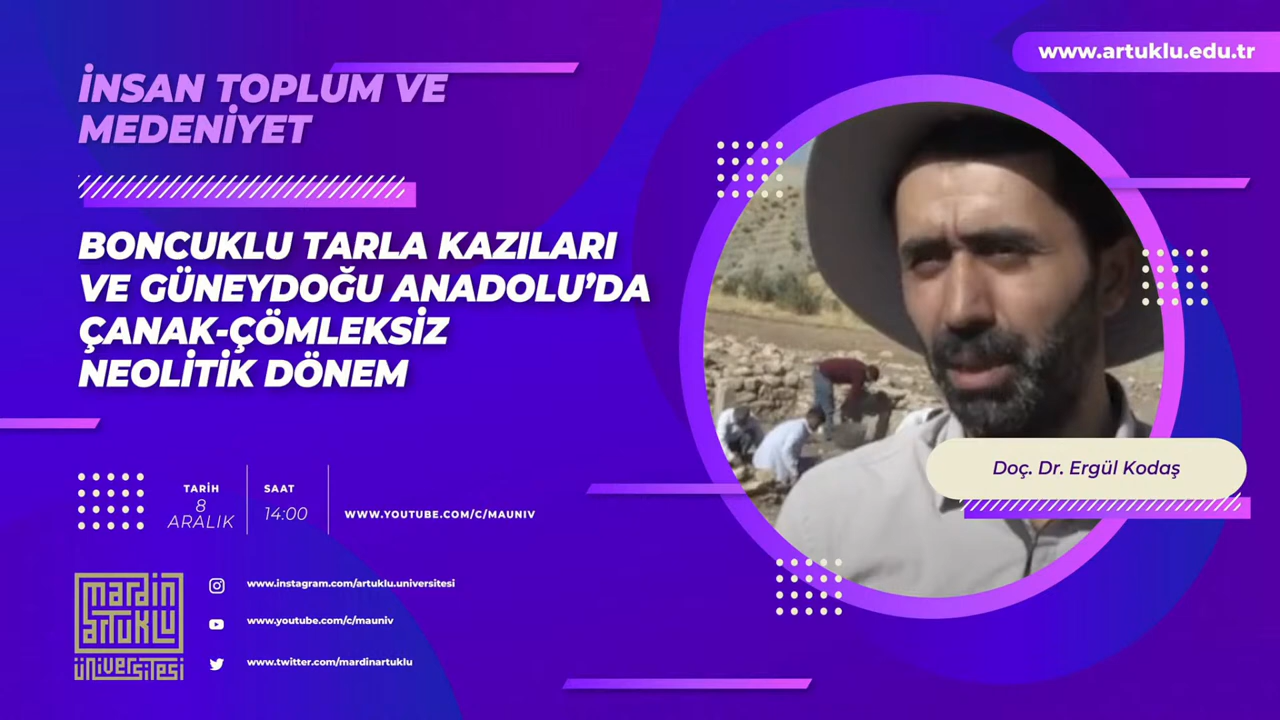 www.artuklu.edu.tr
İNSAN TOPLUM VE
MEDENİYET
BONCUKLU TARLA KAZILARI
VE GÜNEYDOĞU ANADOLU’DA
ÇANAK-ÇÖMLEKSİZ
NEOLİTİK DÖNEM
Doç. Dr. Ergül Kodaş
TARİH
8
ARALIK
SAAT
14:00
WWW.YOUTUBE.COM/C/MAUNIV
mardin
artuklu
üniversitesi
www.instagram.com/artuklu.universitesi
www.youtube.com/c/mauniv
www.twitter.com/mardinartuklu